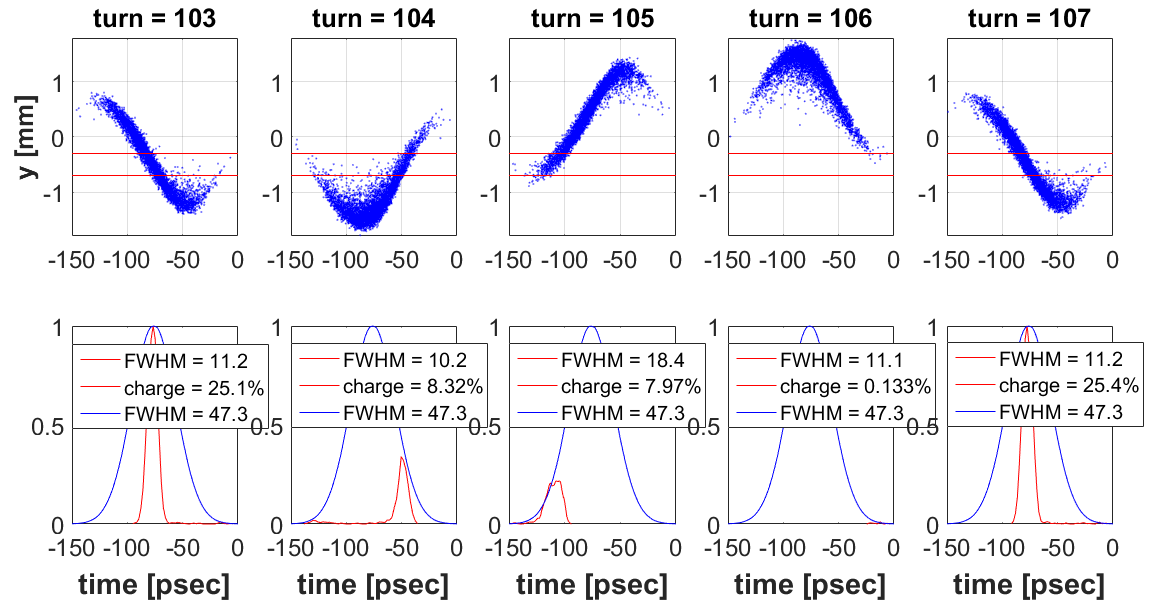 turn = 103 turn = 104 turn = 105 turn = 106 turn = 107
y [mm]
1 1 1 1 1
0 0 0 0 0
-1 -1 -1 -1 -1
-150 -100 -50 0 -150 -100 -50 0 -150 -100 -50 0 -150 -100 -50 0 -150 -100 -50 0
1 1 1 1 1
FWHM = 11.2 FWHM = 10.2 FWHM = 18.4 FWHM = 11.1 FWHM = 11.2
charge = 25.1% charge = 8.32% charge = 7.97% charge = 0.133% charge = 25.4%
FWHM = 47.3 FWHM = 47.3 FWHM = 47.3 FWHM = 47.3 FWHM = 47.3
0.5 0.5 0.5 0.5 0.5
0 0 0 0 0
-150 -100 -50 0 -150 -100 -50 0 -150 -100 -50 0 -150 -100 -50 0 -150 -100 -50 0
time [psec] time [psec] time [psec] time [psec] time [psec]